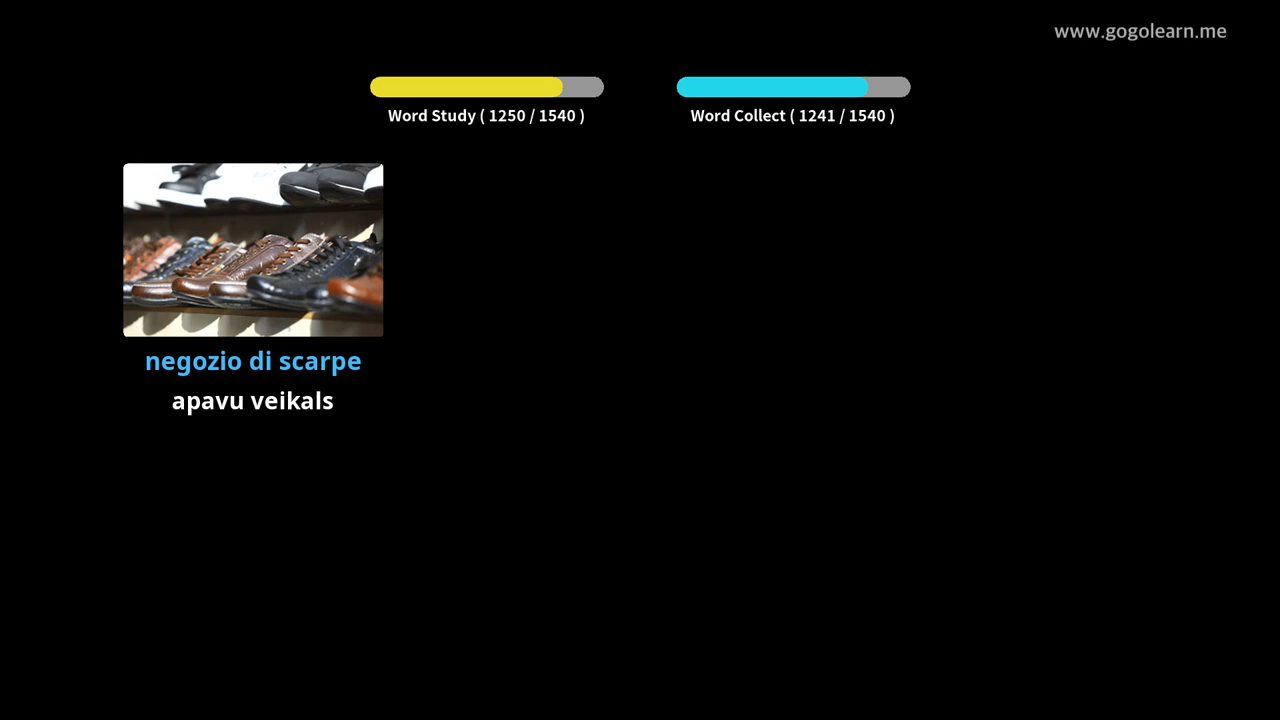 www.gogolearn.me
Word Study ( 1250 / 1540 )
Word Collect ( 1241 / 1540 )
negozio di scarpe
apavu veikals